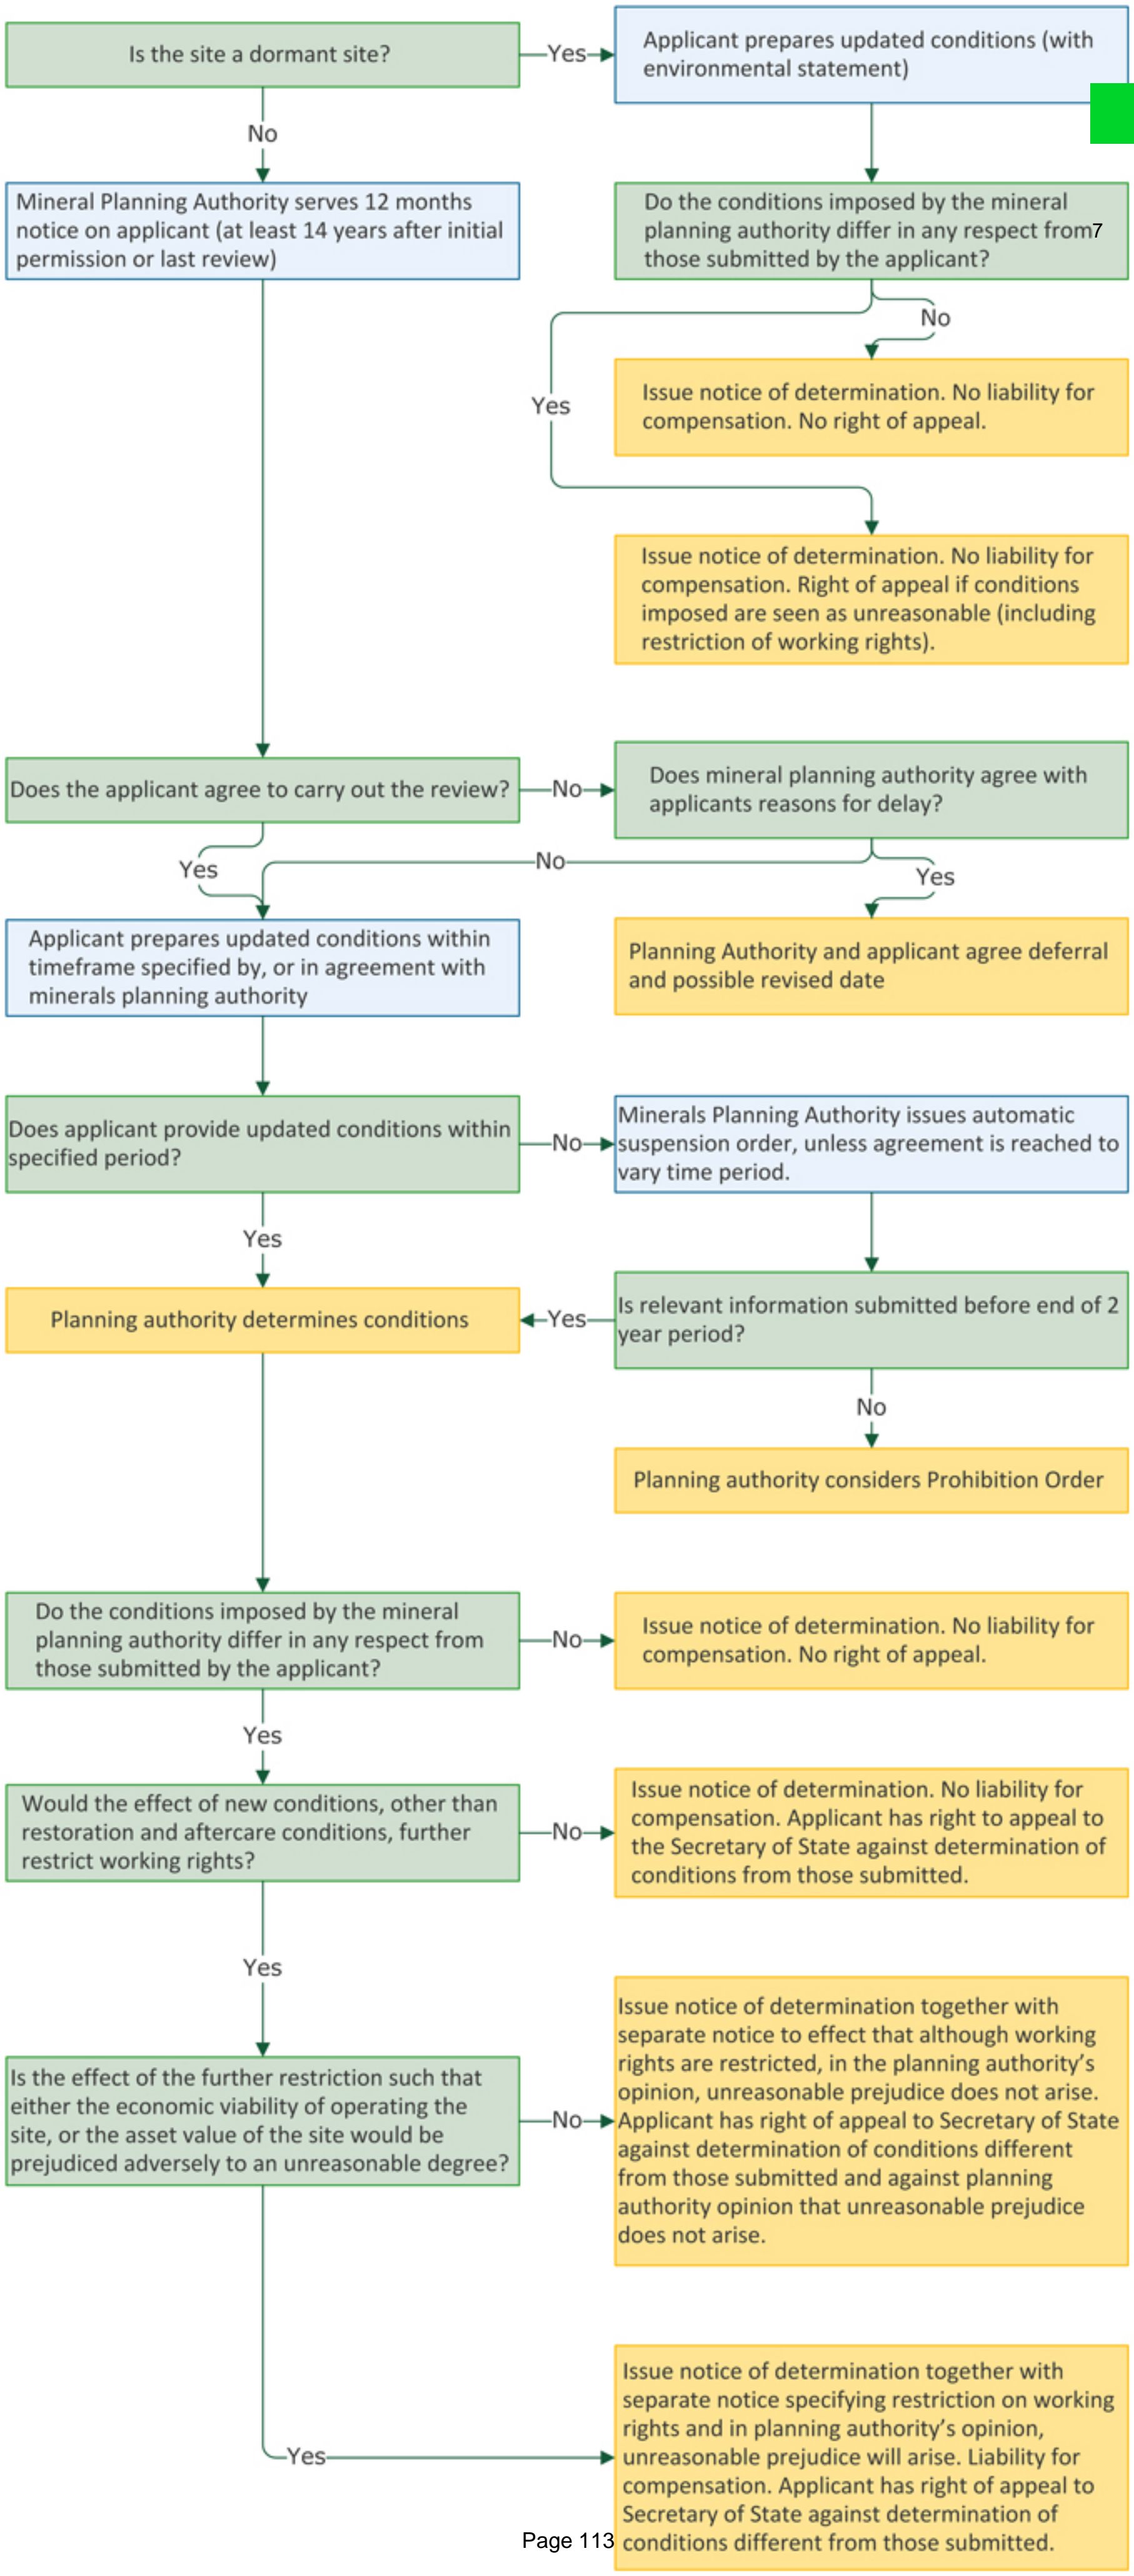 Is the site a dormant site?
Yes
Applicant prepares updated conditions (with
environmental statement)
No
Mineral Planning Authority serves 12 months
notice on applicant (at least 14 years after initial
permission or last review)
Do the conditions imposed by the mineral
planning authority differ in any respect from
those submitted by the applicant?
7
No
Issue notice of determination. No liability for
compensation. No right of appeal.
Yes
Issue notice of determination. No liability for
compensation. Right of appeal if conditions
imposed are seen as unreasonable (including
restriction of working rights).
Does the applicant agree to carry out the review?
No
Does mineral planning authority agree with
applicants reasons for delay?
Yes
No
Yes
Applicant prepares updated conditions within
timeframe specified by, or in agreement with
minerals planning authority
Planning Authority and applicant agree deferral
and possible revised date
Does applicant provide updated conditions within
specified period?
No
Minerals Planning Authority issues automatic
suspension order, unless agreement is reached to
vary time period.
Yes
Planning authority determines conditions
Yes
Is relevant information submitted before end of 2
year period?
No
Planning authority considers Prohibition Order
Do the conditions imposed by the mineral
planning authority differ in any respect from
those submitted by the applicant?
No
Issue notice of determination. No liability for
compensation. No right of appeal.
Yes
Would the effect of new conditions, other than
restoration and aftercare conditions, further
restrict working rights?
No
Issue notice of determination. No liability for
compensation. Applicant has right to appeal to
the Secretary of State against determination of
conditions from those submitted.
Yes
Is the effect of the further restriction such that
either the economic viability of operating the
site, or the asset value of the site would be
prejudiced adversely to an unreasonable degree?
No
Issue notice of determination together with
separate notice to effect that although working
rights are restricted, in the planning authority's
opinion, unreasonable prejudice does not arise.
Applicant has right of appeal to Secretary of State
against determination of conditions different
from those submitted and against planning
authority opinion that unreasonable prejudice
does not arise.
Yes
Issue notice of determination together with
separate notice specifying restriction on working
rights and in planning authority's opinion,
unreasonable prejudice will arise. Liability for
compensation. Applicant has right of appeal to
Secretary of State against determination of
conditions different from those submitted.
Page 113